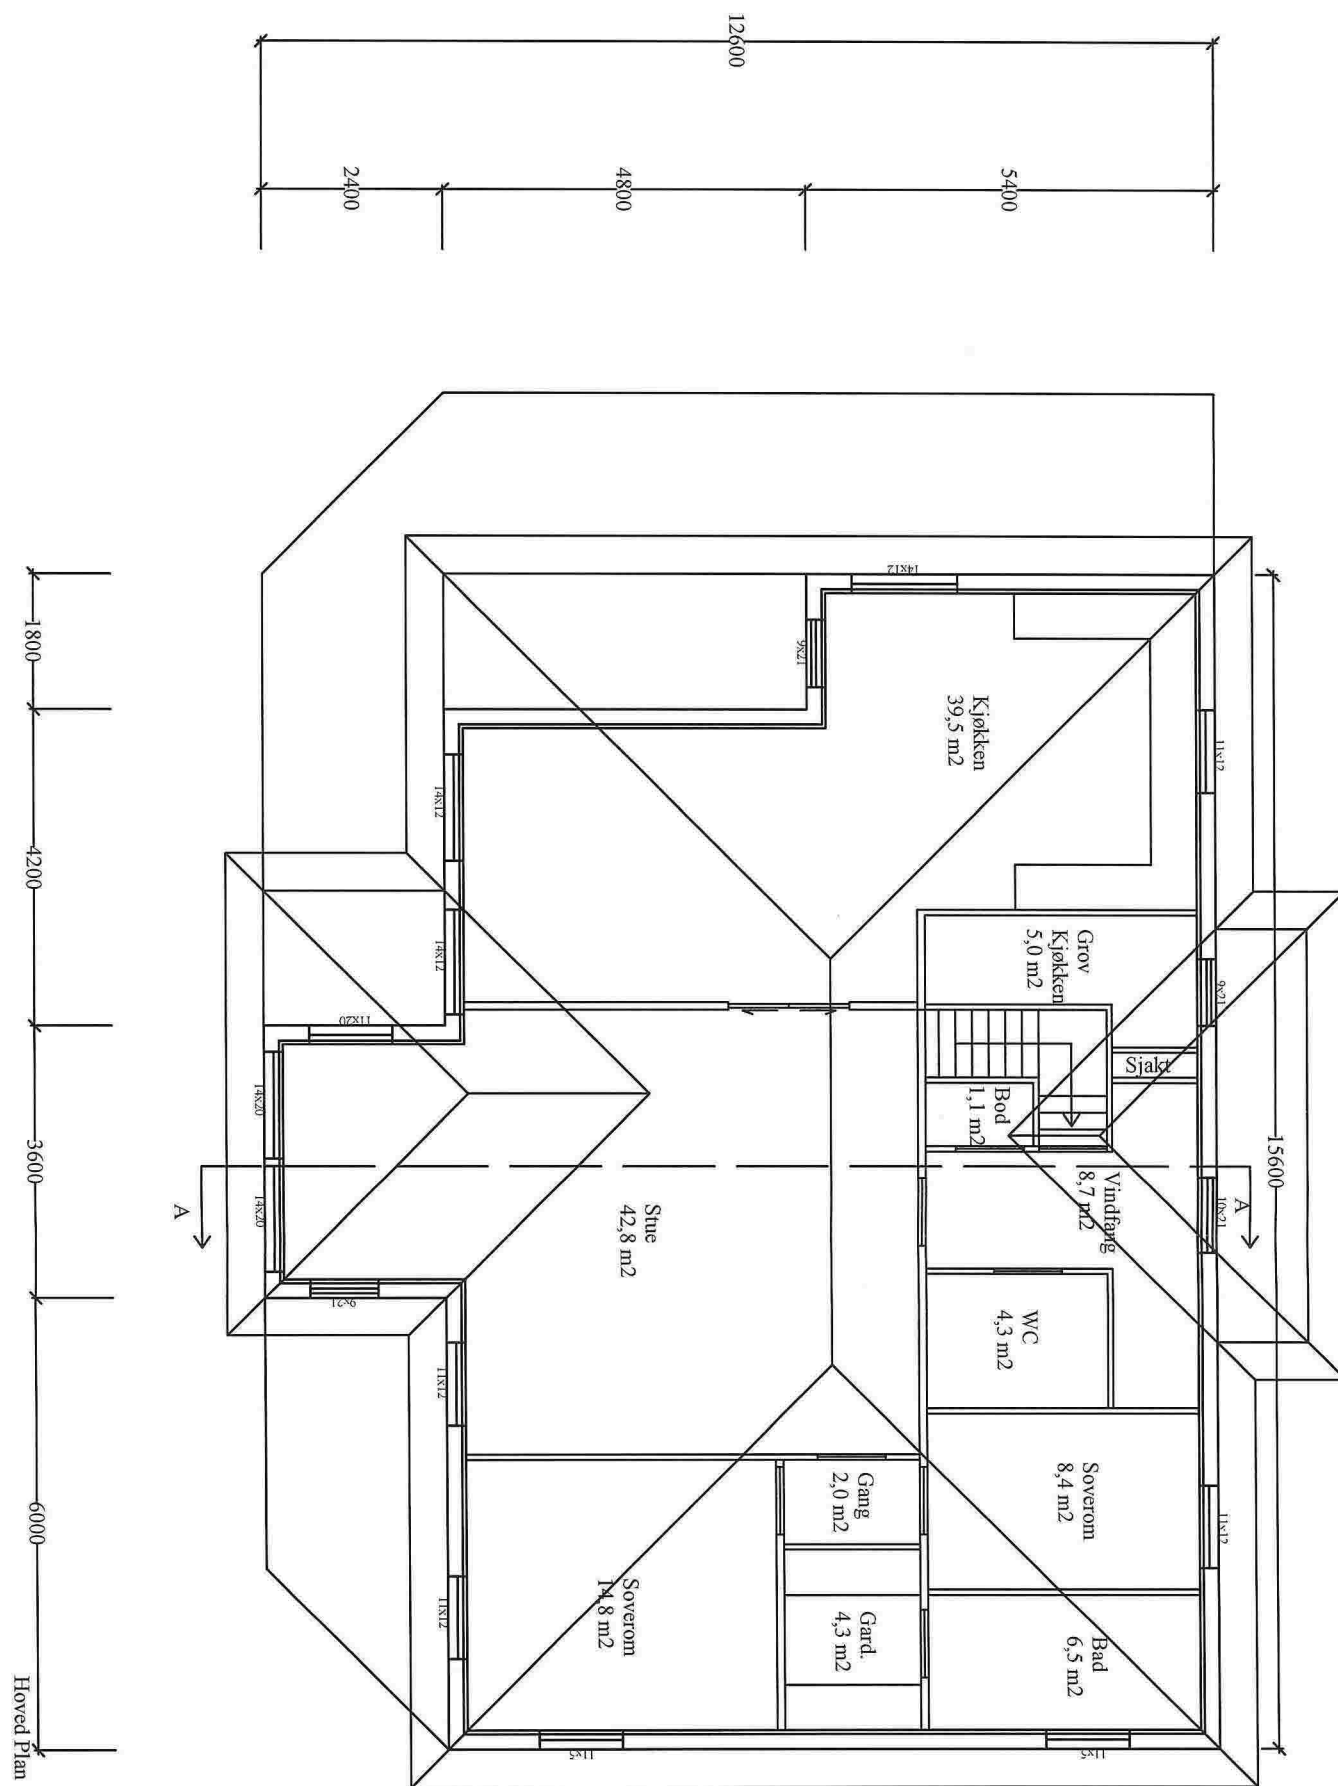 12600
2400
4800
5400
14x12
9x21
Kjøkken
39,5 m2
11x12
14x12
14x12
Grov
Kjøkken
5,0 m2
9x21
Sjakt
Bod
1,1 m2
11x20
14x20
14x20
Stue
42,8 m2
Vindfang
8,7 m2
10x21
A
A
9x21
WC
4,3 m2
11x12
11x12
Soverom
8,4 m2
11x12
Gang
2,0 m2
Soverom
14,8 m2
Gard.
4,3 m2
Bad
6,5 m2
11x5
11x5
15600
1800
4200
3600
6000
Hoved Plan